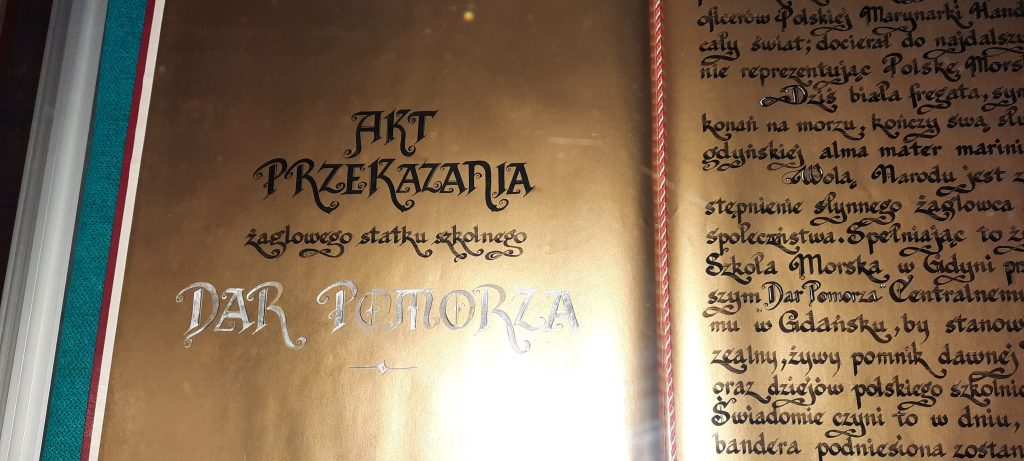 AKT
PRZEKAZANIA
żaglowego statku szkolnego
DAR POMORZA
oficerów Polskiej Marynarki Hand
cały świat; docierał do najdalszy
nie reprezentując Polskę Morsk
Dziś biała fregata, sym
konań na morzu, kończy swą słu
gdyńskiej alma mater marini
Wolą Narodu jest z
stępnienie słynnego żaglowca
społeczeństwa. Spełniając to ż
Szkoła Morska w Gdyni pr
szym "Dar Pomorza" Centralnemu
mu w Gdańsku, by stanow
zealny, żywy pomnik dawnej
oraz dziejów polskiego szkolni
Świadomie czyni to w dniu,
bandera podniesiona zostan